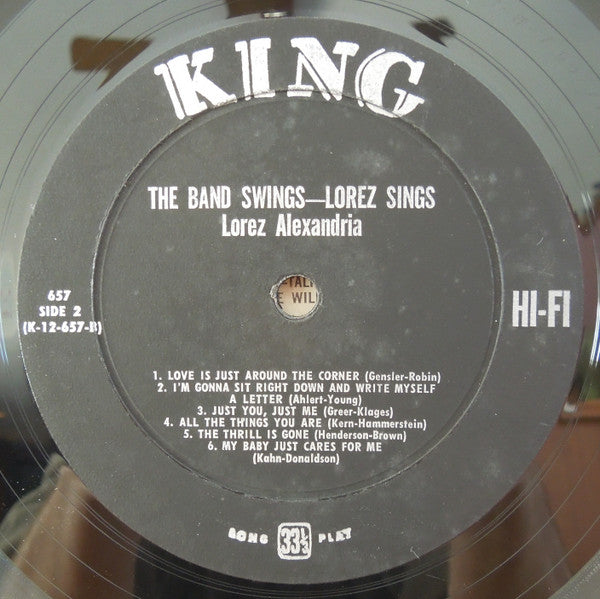 KING
THE BAND SWINGS—LOREZ SINGS
Lorez Alexandria
657
SIDE 2
(K-12-657-B)
HI-FI
1. LOVE IS JUST AROUND THE CORNER (Gensler-Robin)
2. I'M GONNA SIT RIGHT DOWN AND WRITE MYSELF
A LETTER (Ahlert-Young)
3. JUST YOU, JUST ME (Greer-Klages)
4. ALL THE THINGS YOU ARE (Kern-Hammerstein)
5. THE THRILL IS GONE (Henderson-Brown)
6. MY BABY JUST CARES FOR ME
(Kahn-Donaldson)
LONG 33 1/3 PLAY